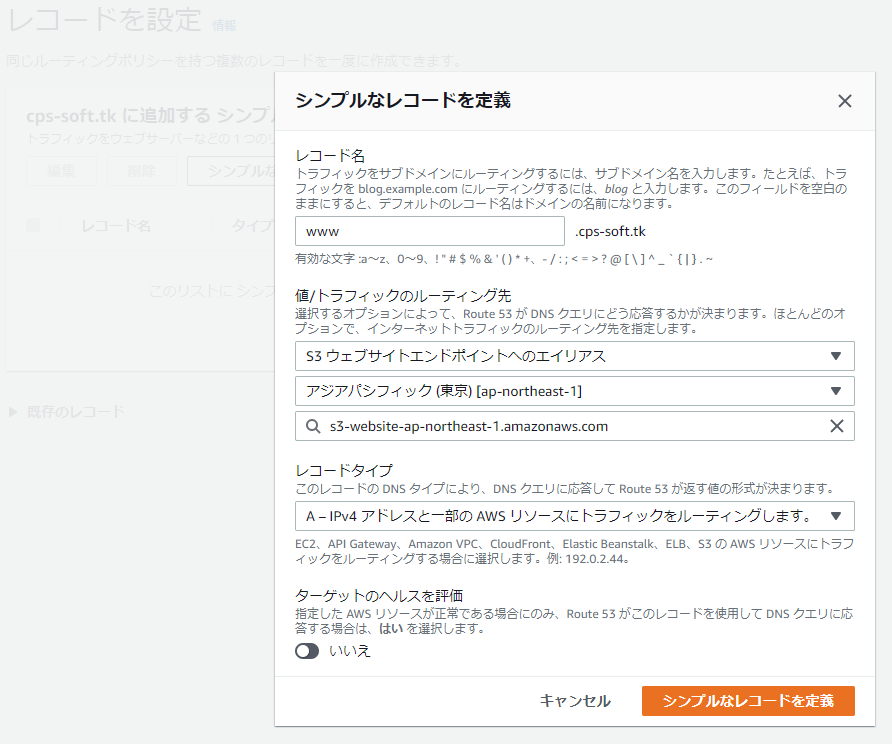 レコードを設定 情報
同じルーティングポリシーを持つ複数のレコードを一度に作成できます。
cps-soft.tk に追加する シンプル
トラフィックをウェブサーバーなどの 1 つのリ
編集
削除
シンプルな
レコード名
タイプ
このリストに シンプ
既存のレコード
シンプルなレコードを定義
レコード名
トラフィックをサブドメインにルーティングするには、サブドメイン名を入力します。たとえば、トラ
フィックを blog.example.com にルーティングするには、blog と入力します。このフィールドを空白の
ままにすると、デフォルトのレコード名はドメインの名前になります。
www .cps-soft.tk
有効な文字 :a～z、0～9、! " # $ % & ' ( ) * +、- / : ; < = > ? @ [ \ ] ^ _ ` { | } . ~
値/トラフィックのルーティング先
選択するオプションによって、Route 53 が DNS クエリにどう応答するかが決まります。ほとんどのオ
プションで、インターネットトラフィックのルーティング先を指定します。
S3 ウェブサイトエンドポイントへのエイリアス
アジアパシフィック (東京) [ap-northeast-1]
s3-website-ap-northeast-1.amazonaws.com
レコードタイプ
このレコードの DNS タイプにより、DNS クエリに応答して Route 53 が返す値の形式が決まります。
A – IPv4 アドレスと一部の AWS リソースにトラフィックをルーティングします。
EC2、API Gateway、Amazon VPC、CloudFront、Elastic Beanstalk、ELB、S3 の AWS リソースにトラフ
ィックをルーティングする場合に選択します。例: 192.0.2.44。
ターゲットのヘルスを評価
指定した AWS リソースが正常である場合にのみ、Route 53 がこのレコードを使用して DNS クエリに応
答する場合は、はい を選択します。
いいえ
キャンセル
シンプルなレコードを定義